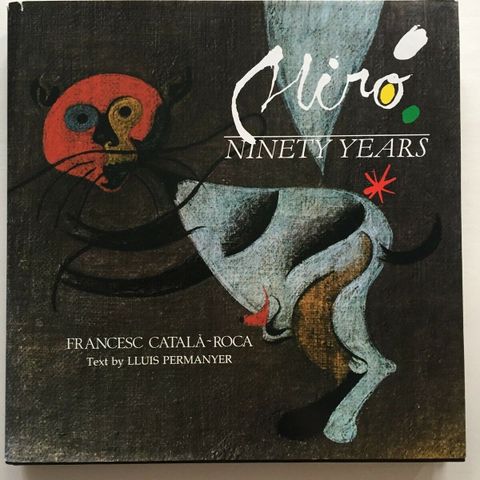 Miró
NINETY YEARS
FRANCESC CATALÀ-ROCA
Text by LLUIS PERMANYER